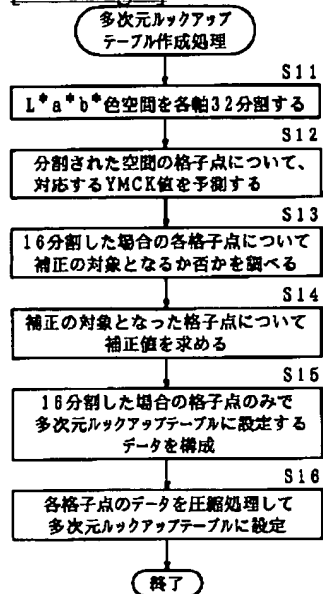 多次元ルックアップ
テーブル作成処理
S11
L*a*b*色空間を各軸32分割する
S12
分割された空間の格子点について、
対応するYMCK値を予測する
S13
16分割した場合の各格子点について
補正の対象となるか否かを調べる
S14
補正の対象となった格子点について
補正値を求める
S15
16分割した場合の格子点のみで
多次元ルックアップテーブルに設定する
データを構成
S16
各格子点のデータを圧縮処理して
多次元ルックアップテーブルに設定
終了